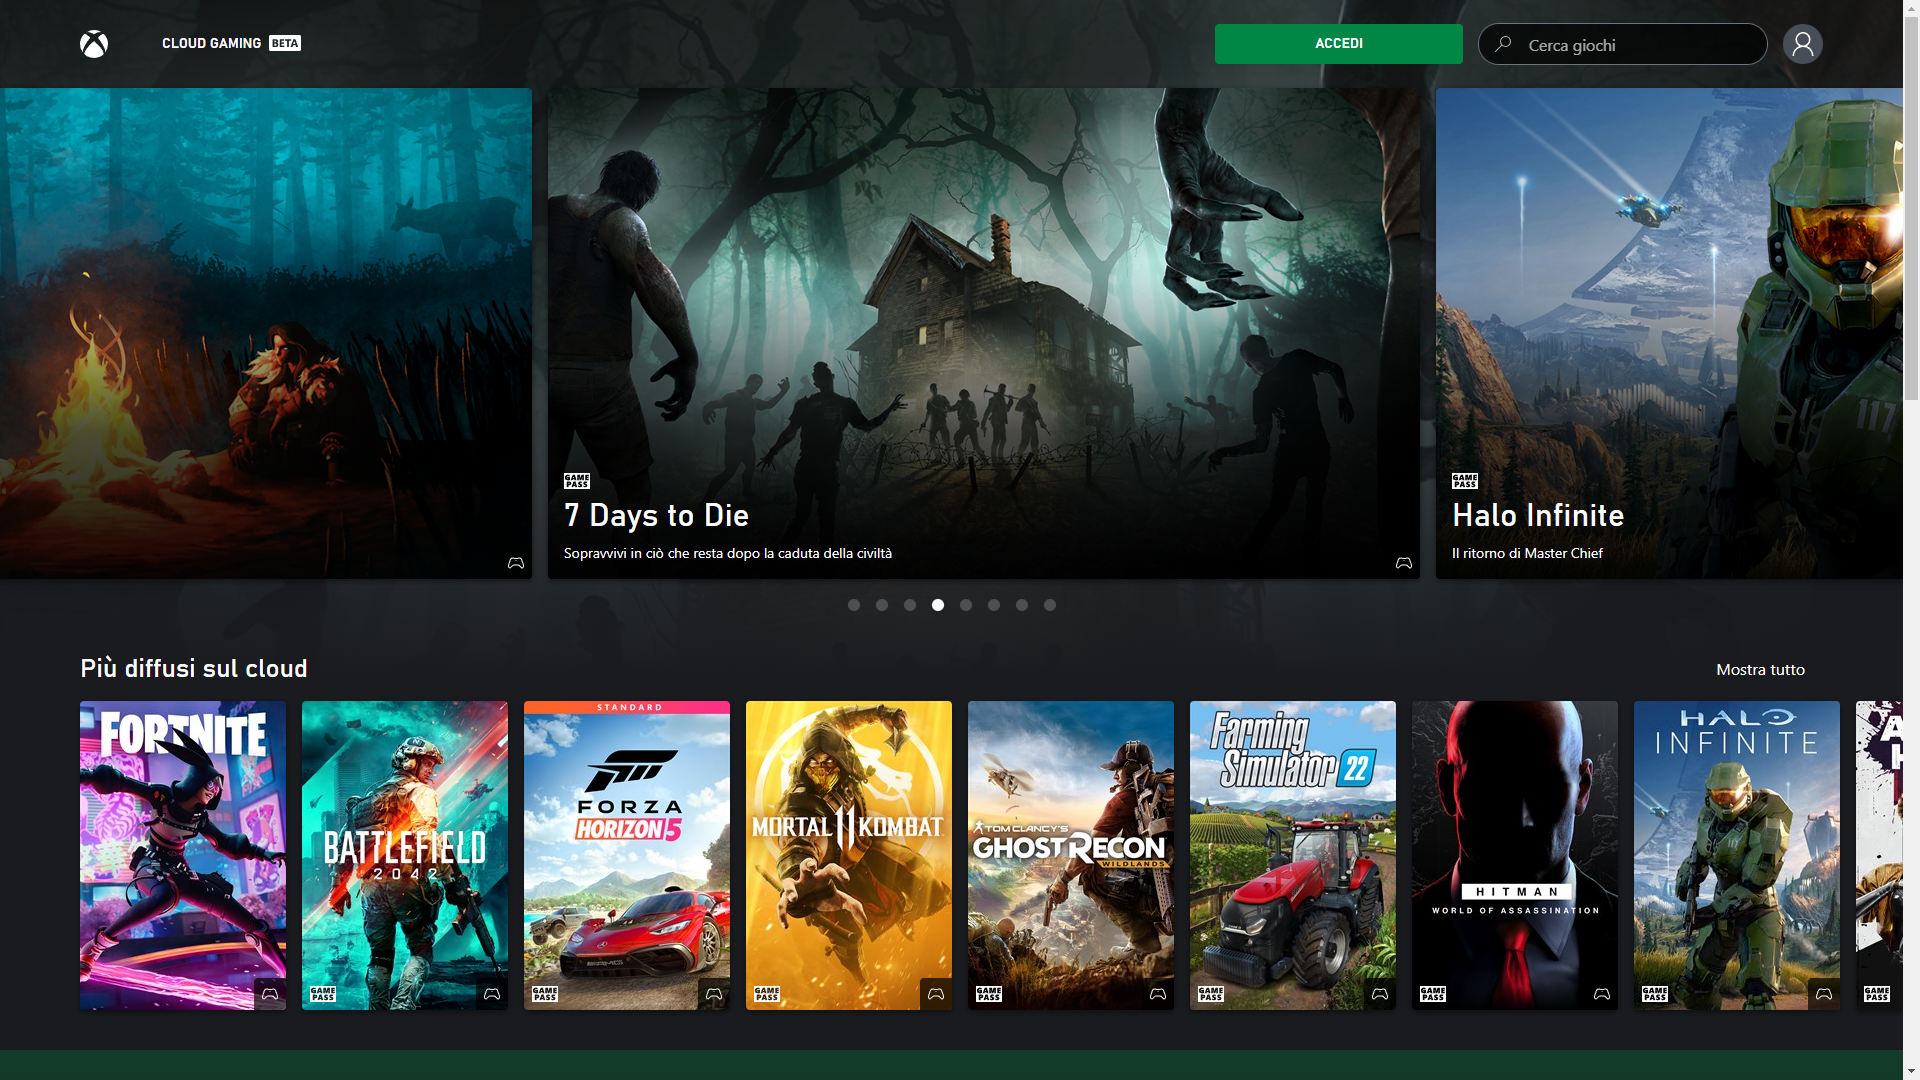 CLOUD GAMING BETA
ACCEDI
Cerca giochi
GAME PASS
7 Days to Die
Sopravvivi in ciò che resta dopo la caduta della civiltà
GAME PASS
Halo Infinite
Il ritorno di Master Chief
117
Più diffusi sul cloud
Mostra tutto
FORTNITE
BATTLEFIELD
2042
GAME PASS
STANDARD
FORZA
HORIZON 5
GAME PASS
MORTAL KOMBAT 11
GAME PASS
TOM CLANCY'S
GHOST RECON
WILDLANDS
GAME PASS
Farming
Simulator 22
GAME PASS
HITMAN
WORLD OF ASSASSINATION
GAME PASS
HALO
INFINITE
GAME PASS
GAME PASS